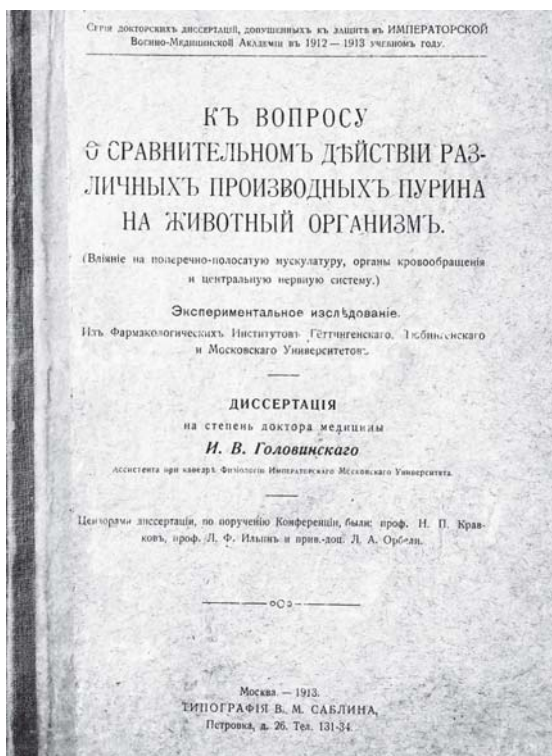 Серія докторскихъ диссертацій, допущенныхъ къ защитѣ въ ИМПЕРАТОРСКОЙ
Военно-Медицинской Академіи въ 1912—1913 учебномъ году.
КЪ ВОПРОСУ
О СРАВНИТЕЛЬНОМЪ ДѢЙСТВІИ РАЗ-
ЛИЧНЫХЪ ПРОИЗВОДНЫХЪ ПУРИНА
НА ЖИВОТНЫЙ ОРГАНИЗМЪ.
(Вліяніе на поперечно-полосатую мускулатуру, органы кровообращенія
и центральную нервную систему.)
Экспериментальное изслѣдованіе.
Изъ Фармакологическихъ Институтовъ Геттингенскаго, Тюбингенскаго
и Московскаго Университетовъ.
ДИССЕРТАЦІЯ
на степень доктора медицины
И. В. Головинскаго
Ассистента при каѳедрѣ Физіологіи Императорскаго Московскаго Университета.
Цензорами диссертаціи, по порученію Конференціи, были: проф. Н. П. Крав-
ковъ, проф. Л. Ф. Ильинъ и прив.-доц. Л. А. Орбели.
Москва. — 1913.
ТИПОГРАФІЯ В. М. САБЛИНА,
Петровка, д. 26. Тел. 131-34.